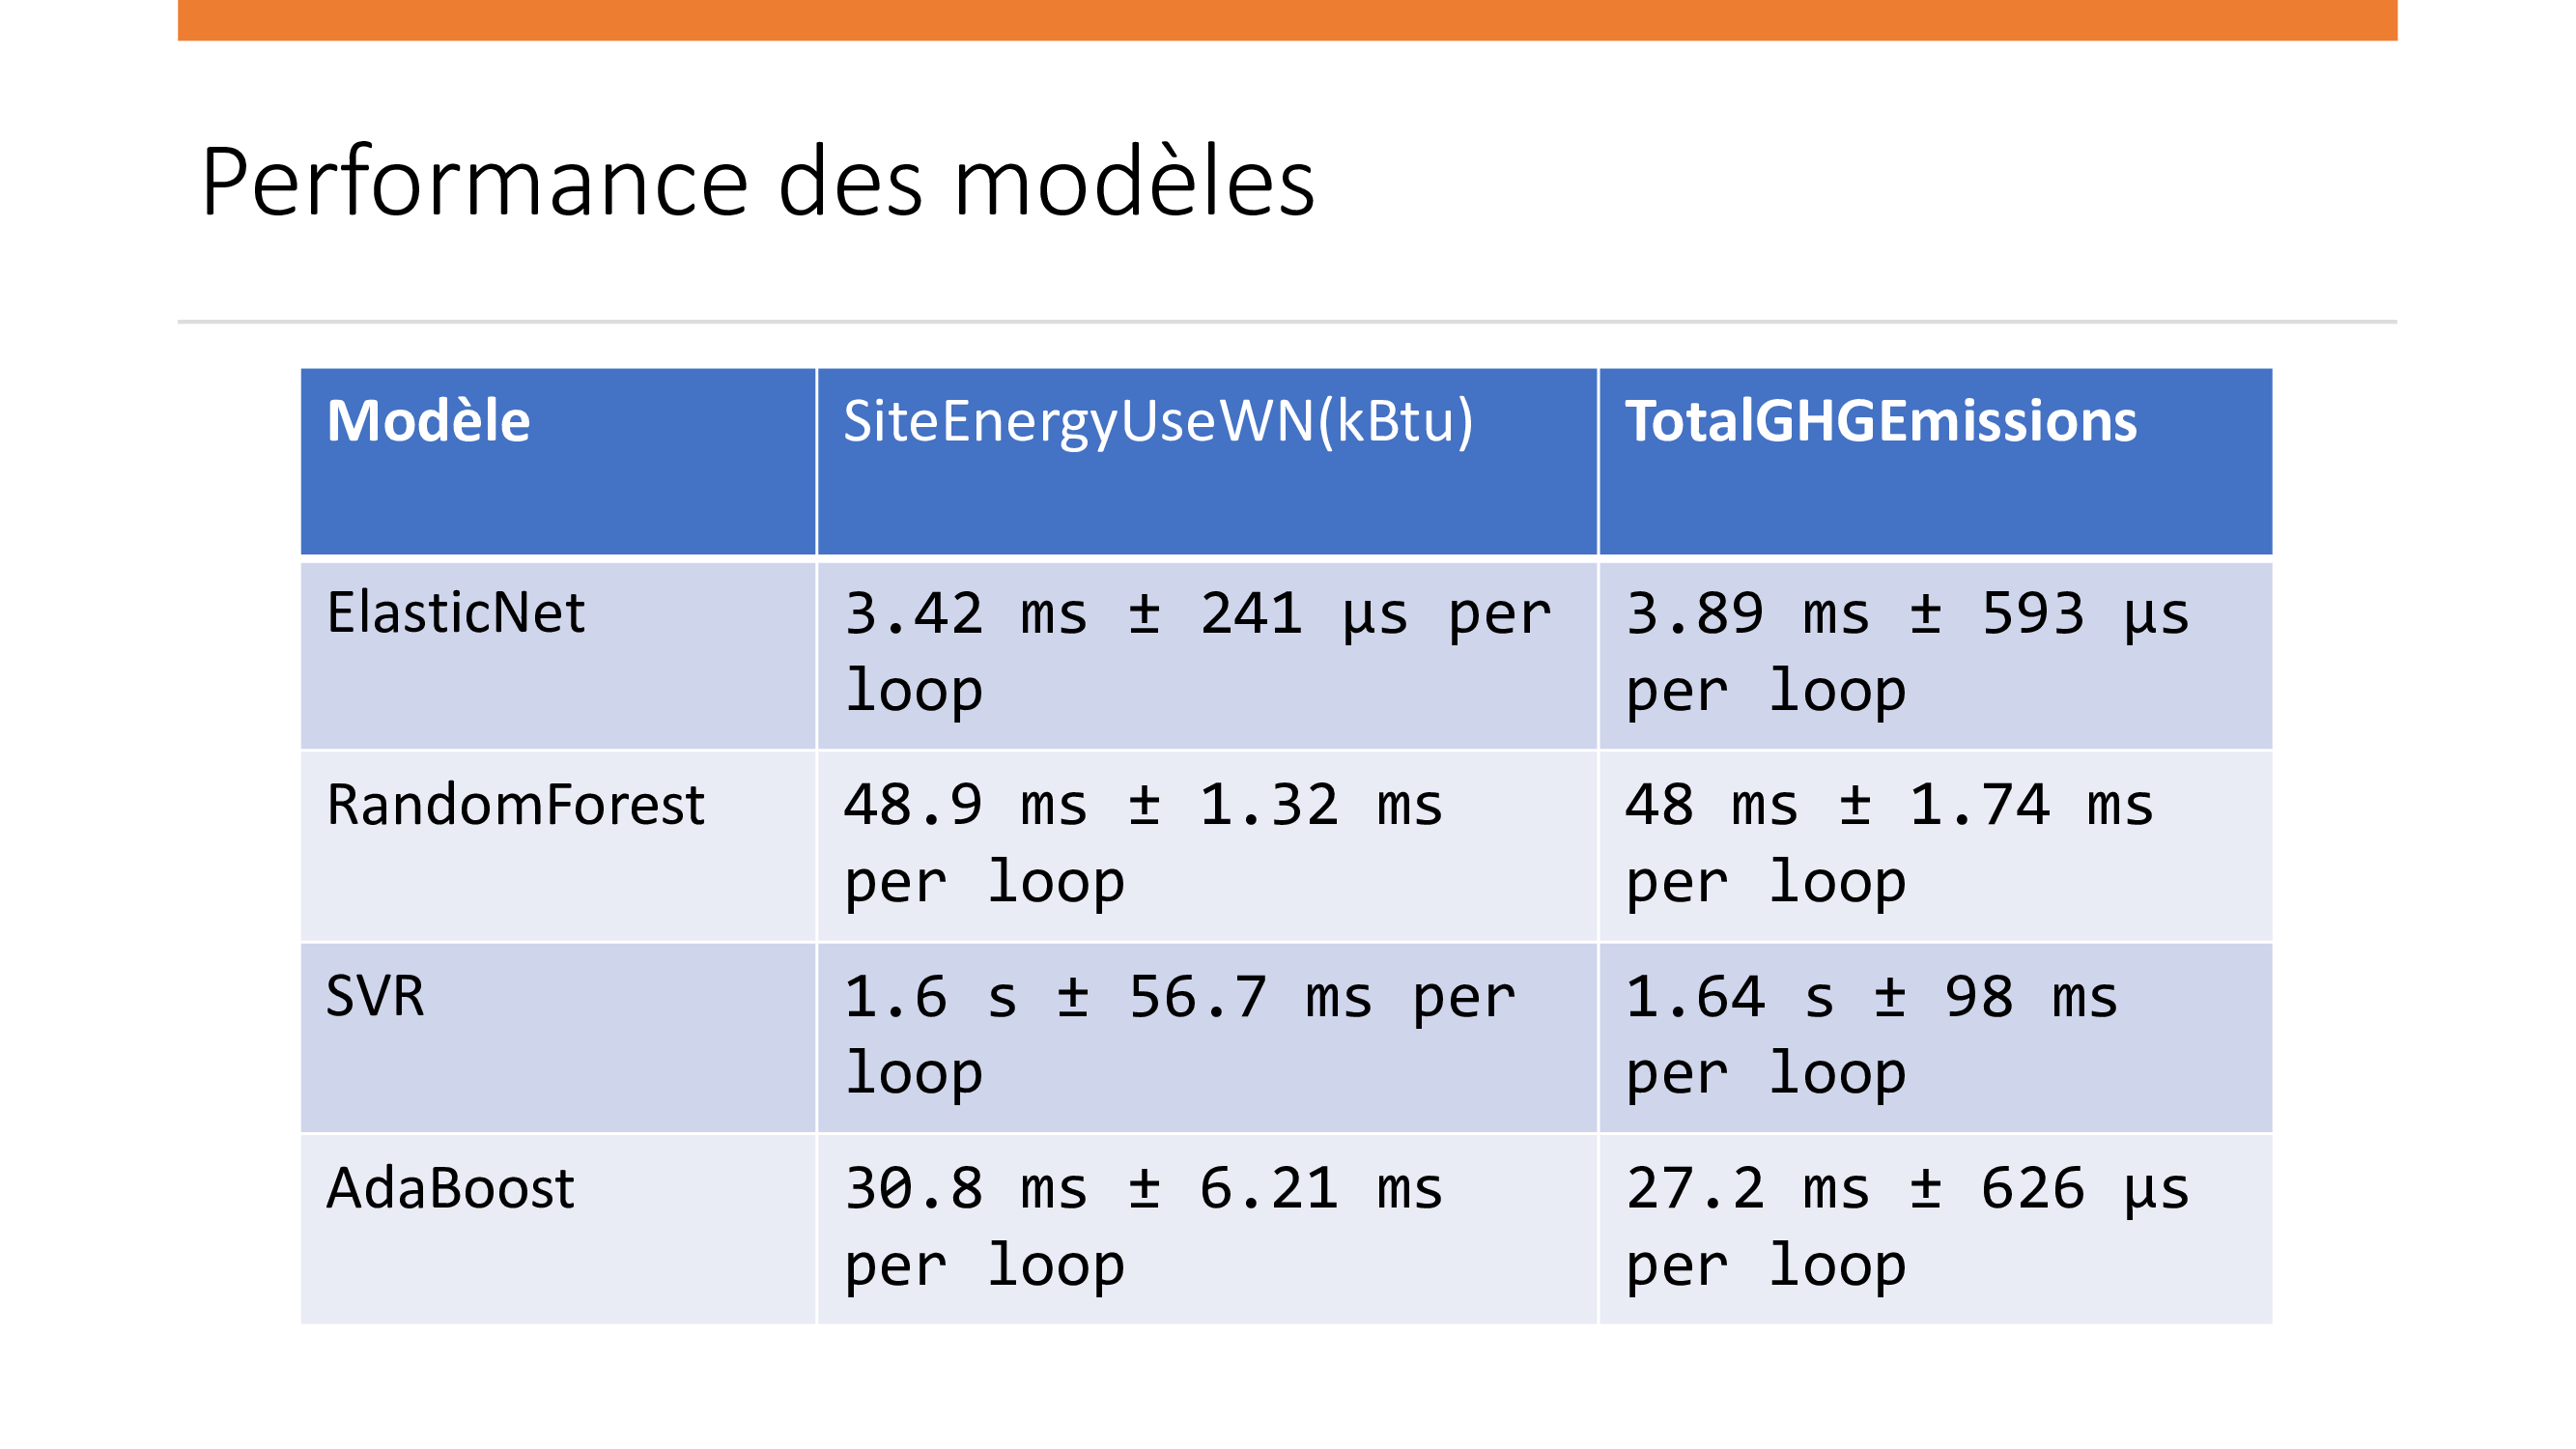 Performance des modèles
Modèle
SiteEnergyUseWN(kBtu)
TotalGHGEmissions
ElasticNet
3.42 ms ± 241 µs per
loop
3.89 ms ± 593 µs
per loop
RandomForest
48.9 ms ± 1.32 ms
per loop
48 ms ± 1.74 ms
per loop
SVR
1.6 s ± 56.7 ms per
loop
1.64 s ± 98 ms
per loop
AdaBoost
30.8 ms ± 6.21 ms
per loop
27.2 ms ± 626 µs
per loop